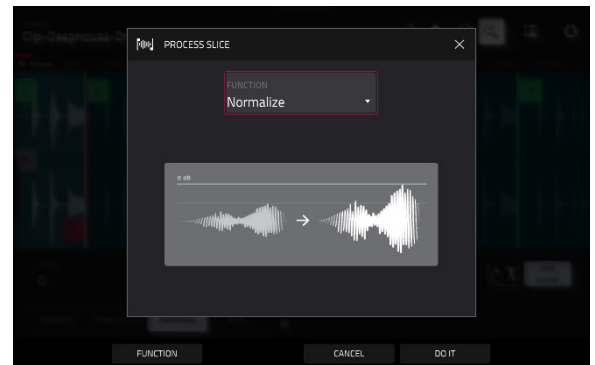 PROCESS SLICE
FUNCTION
Normalize
0 dB
FUNCTION
CANCEL
DO IT